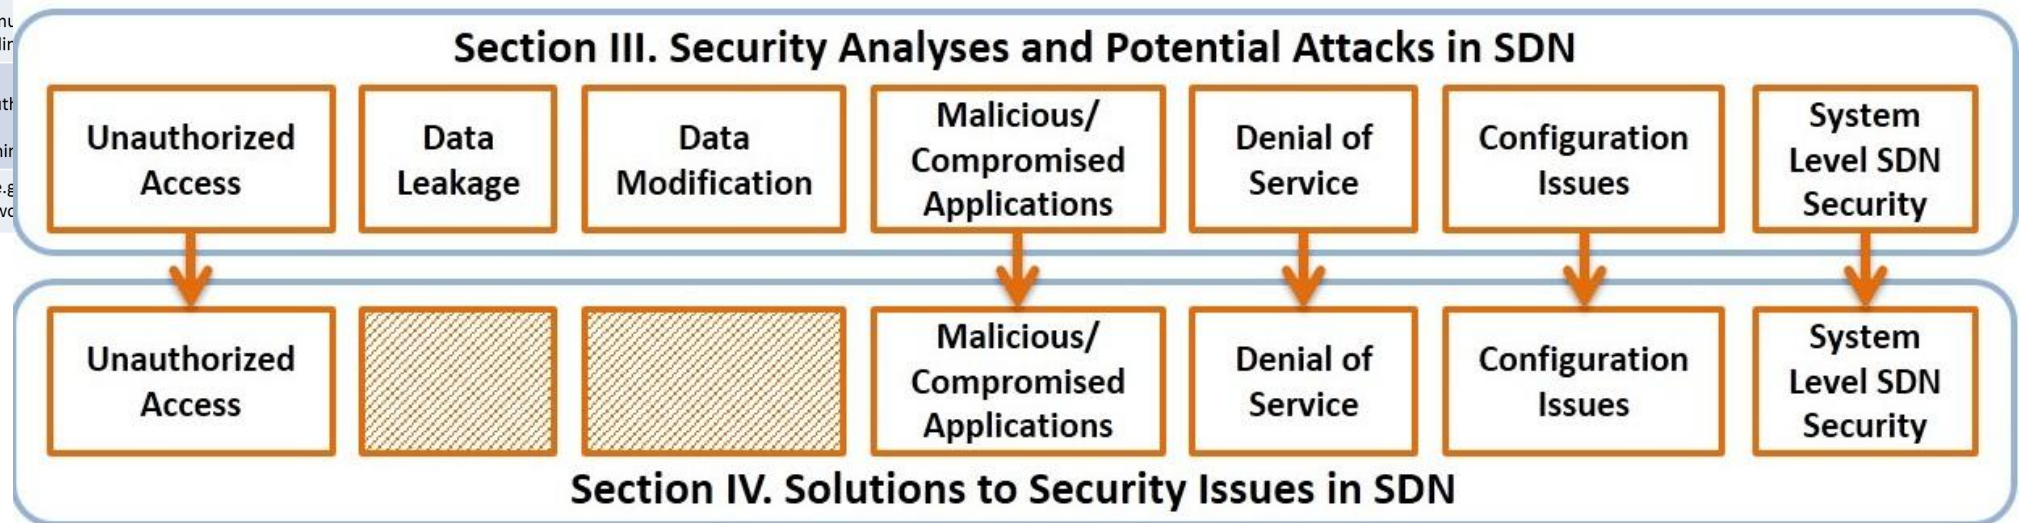 Section III. Security Analyses and Potential Attacks in SDN
Unauthorized
Access
Data
Leakage
Data
Modification
Malicious/
Compromised
Applications
Denial of
Service
Configuration
Issues
System
Level SDN
Security
Unauthorized
Access
Malicious/
Compromised
Applications
Denial of
Service
Configuration
Issues
System
Level SDN
Security
Section IV. Solutions to Security Issues in SDN